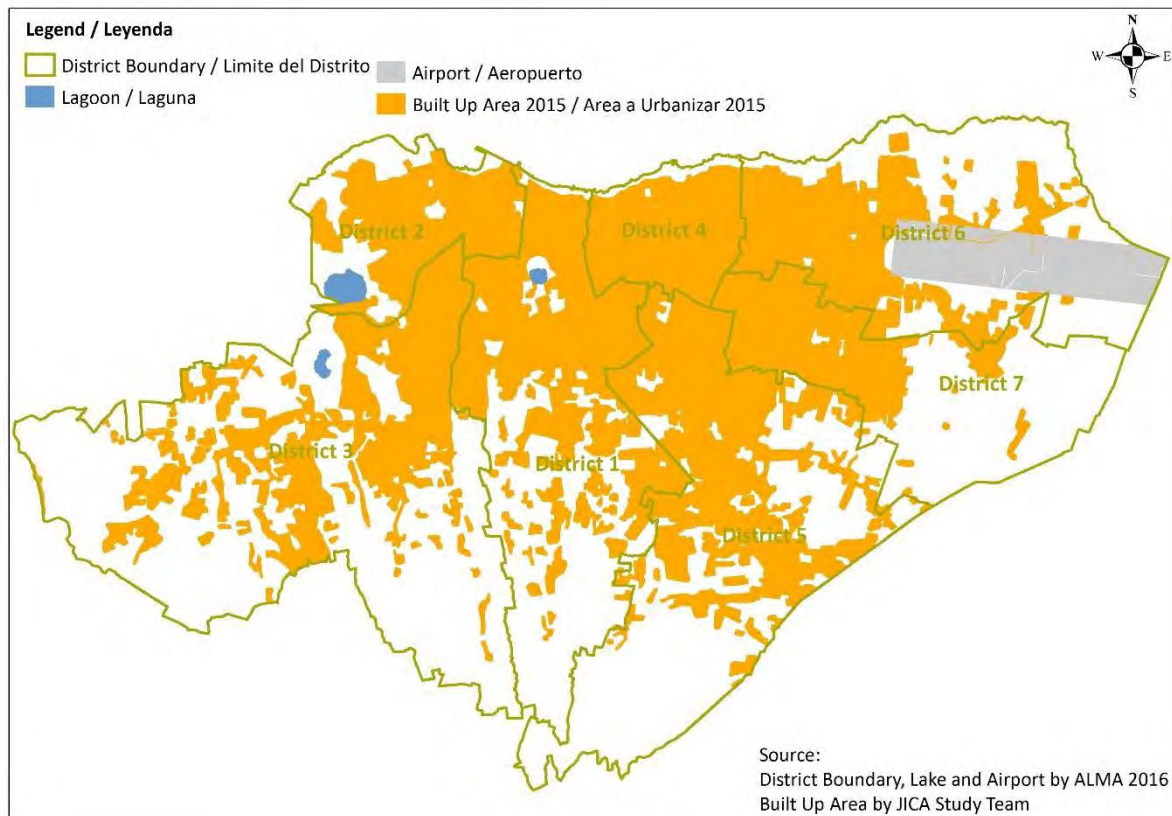 Legend / Leyenda
District Boundary / Limite del Distrito
Lagoon / Laguna
Airport / Aeropuerto
Built Up Area 2015 / Area a Urbanizar 2015
N
W
E
S
District 2
District 4
District 6
District 7
District 3
District 1
District 5
Source:
District Boundary, Lake and Airport by ALMA 2016
Built Up Area by JICA Study Team